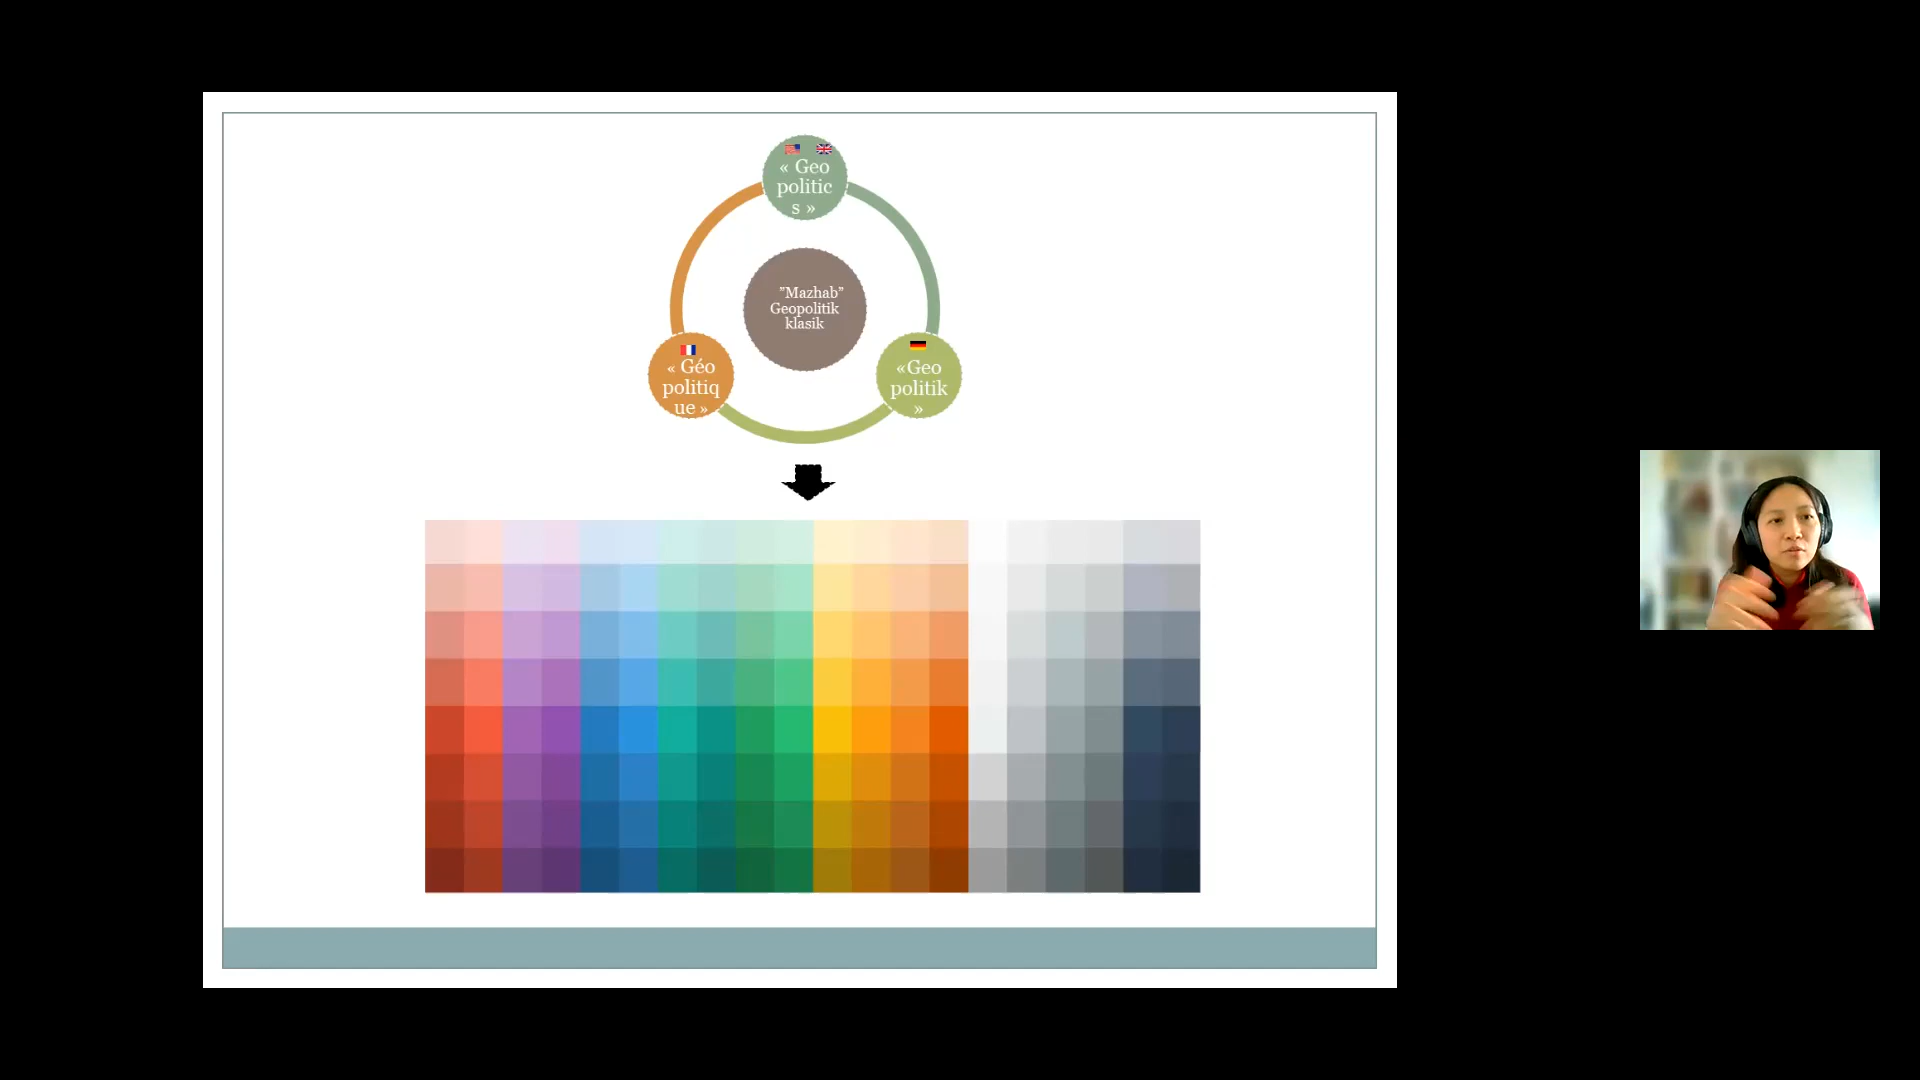 « Geo
politic
s »
”Mazhab”
Geopolitik
klasik
« Géo
politiq
ue »
«Geo
politik
»